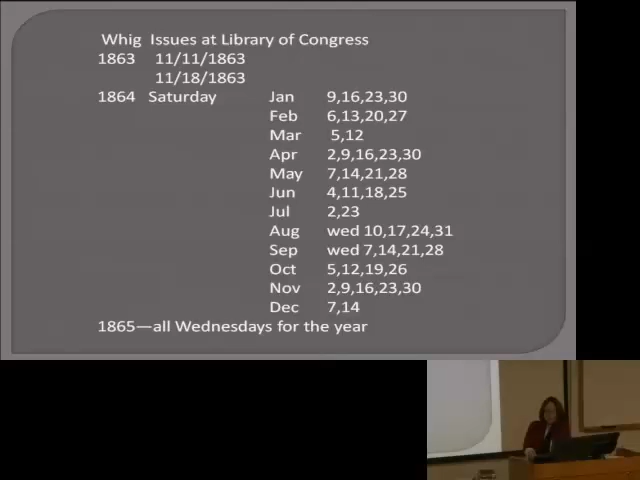 Whig Issues at Library of Congress
1863 11/11/1863
11/18/1863
1864 Saturday Jan 9,16,23,30
Feb 6,13,20,27
Mar 5,12
Apr 2,9,16,23,30
May 7,14,21,28
Jun 4,11,18,25
Jul 2,23
Aug wed 10,17,24,31
Sep wed 7,14,21,28
Oct 5,12,19,26
Nov 2,9,16,23,30
Dec 7,14
1865—all Wednesdays for the year